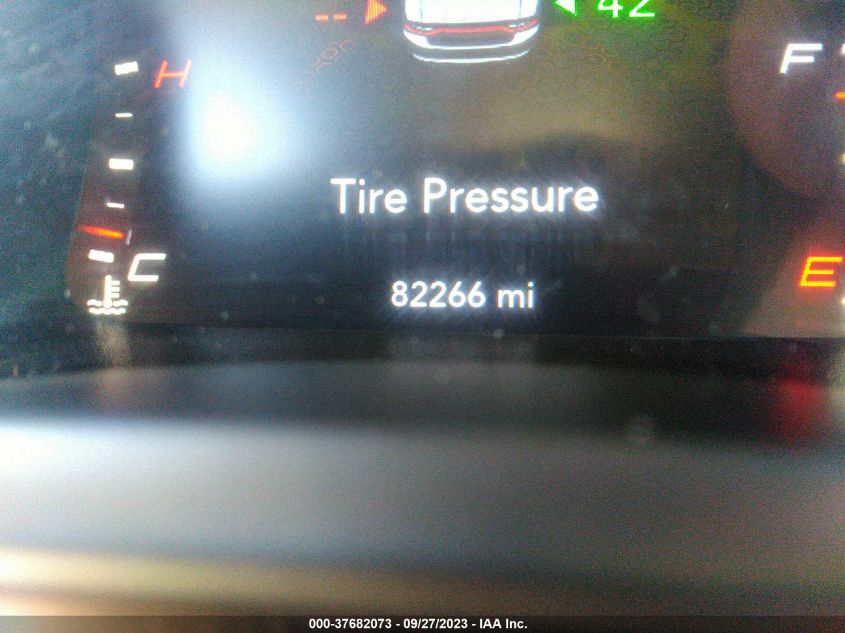 -- 42
H F
Tire Pressure
C E
82266 mi
000-37682073 - 09/27/2023 - IAA Inc.